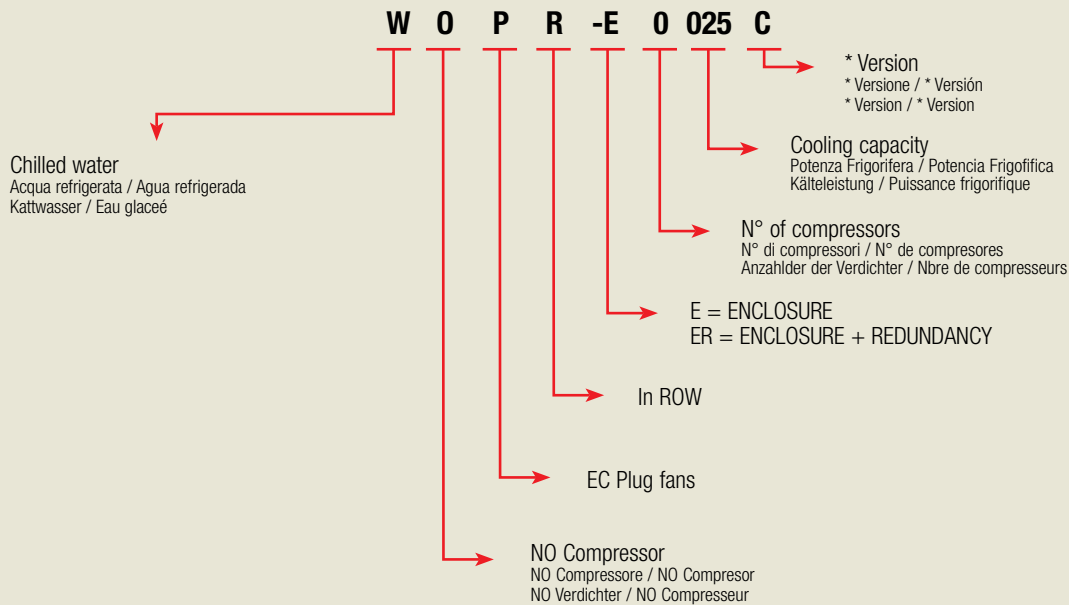 W O P R -E 0 025 C
* Version
* Versione / * Versión
* Version / * Version
Chilled water
Acqua refrigerata / Agua refrigerada
Kattwasser / Eau glaceé
Cooling capacity
Potenza Frigorifera / Potencia Frigofifica
Kälteleistung / Puissance frigorifique
N° of compressors
N° di compressori / N° de compresores
Anzahlder der Verdichter / Nbre de compresseurs
E = ENCLOSURE
ER = ENCLOSURE + REDUNDANCY
In ROW
EC Plug fans
NO Compressor
NO Compressore / NO Compresor
NO Verdichter / NO Compresseur